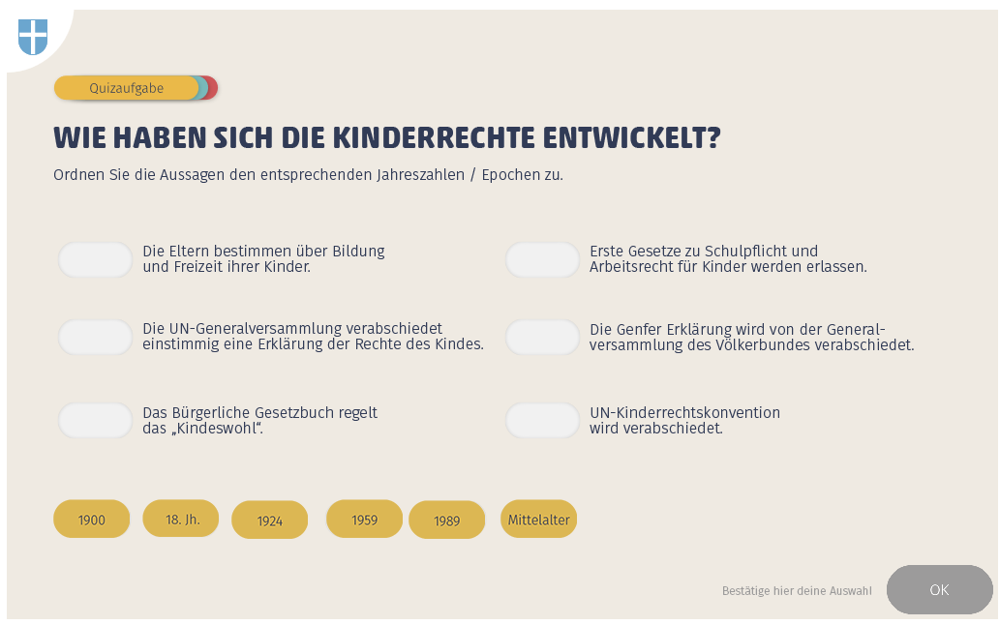 Quizaufgabe
WIE HABEN SICH DIE KINDERRECHTE ENTWICKELT?
Ordnen Sie die Aussagen den entsprechenden Jahreszahlen / Epochen zu.
Die Eltern bestimmen über Bildung
und Freizeit ihrer Kinder.
Erste Gesetze zu Schulpflicht und
Arbeitsrecht für Kinder werden erlassen.
Die UN-Generalversammlung verabschiedet
einstimmig eine Erklärung der Rechte des Kindes.
Die Genfer Erklärung wird von der General-
versammlung des Völkerbundes verabschiedet.
Das Bürgerliche Gesetzbuch regelt
das „Kindeswohl“.
UN-Kinderrechtskonvention
wird verabschiedet.
1900
18. Jh.
1924
1959
1989
Mittelalter
Bestätige hier deine Auswahl
OK